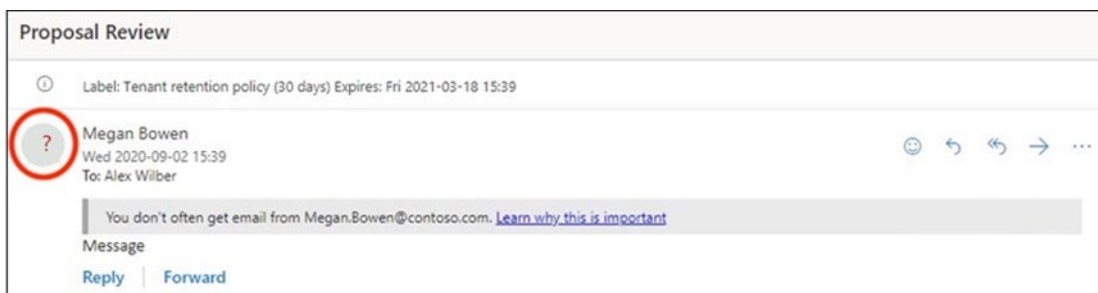 Proposal Review
Label: Tenant retention policy (30 days) Expires: Fri 2021-03-18 15:39
?
Megan Bowen
Wed 2020-09-02 15:39
To: Alex Wilber
You don't often get email from Megan.Bowen@contoso.com. Learn why this is important
Message
Reply Forward